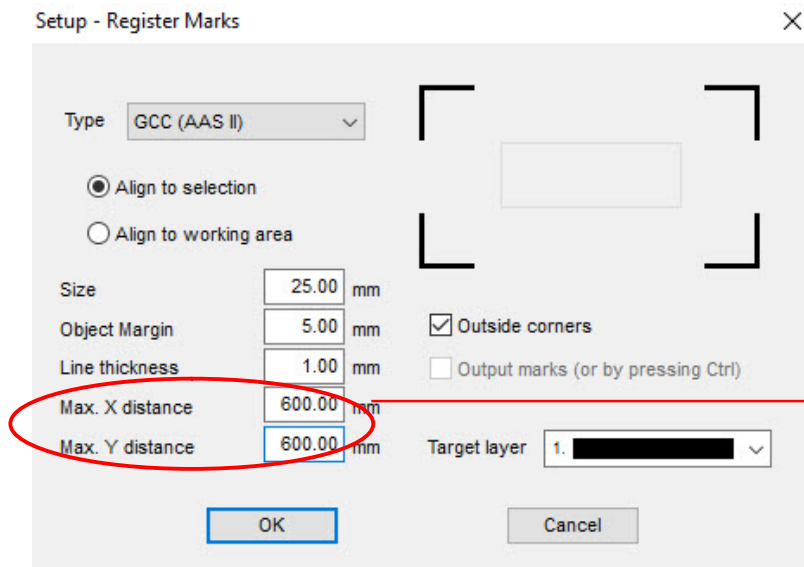 Setup - Register Marks
Type GCC (AAS II)
Align to selection
Align to working area
Size 25.00 mm
Object Margin 5.00 mm
Outside corners
Line thickness 1.00 mm
Output marks (or by pressing Ctrl)
Max. X distance 600.00 mm
Max. Y distance 600.00 mm
Target layer 1.
OK Cancel